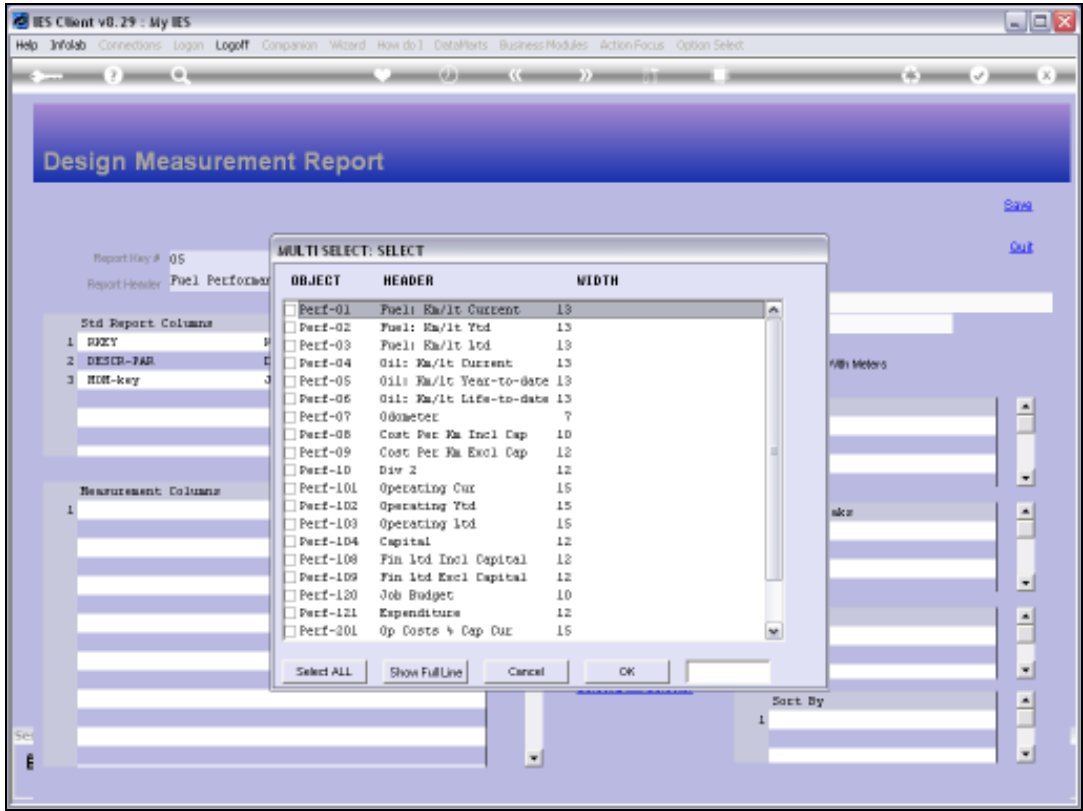 IES Client v8.29 : My IES
Help Infolab Connections Logon Logoff Companion Wizard How do I DataMarts Business Modules Action Focus Option Select
Design Measurement Report
Save
Quit
Report Key # 05
Report Header Fuel Performan
Std Report Columns
1 RKEY
2 DESCR-PAR D
3 MDM-key J
With Meters
Measurement Columns
1
Sort By
1
MULTI SELECT: SELECT
OBJECT HEADER WIDTH
Perf-01 Fuel: Km/lt Current 13
Perf-02 Fuel: Km/lt Ytd 13
Perf-03 Fuel: Km/lt Ltd 13
Perf-04 Oil: Km/lt Current 13
Perf-05 Oil: Km/lt Year-to-date 13
Perf-06 Oil: Km/lt Life-to-date 13
Perf-07 Odometer 7
Perf-08 Cost Per Km Incl Cap 10
Perf-09 Cost Per Km Excl Cap 12
Perf-10 Div 2 12
Perf-101 Operating Cur 15
Perf-102 Operating Ytd 15
Perf-103 Operating Ltd 15
Perf-104 Capital 12
Perf-108 Fin Ltd Incl Capital 12
Perf-109 Fin Ltd Excl Capital 12
Perf-120 Job Budget 10
Perf-121 Expenditure 12
Perf-201 Op Costs & Cap Cur 15
Select ALL Show Full Line Cancel OK